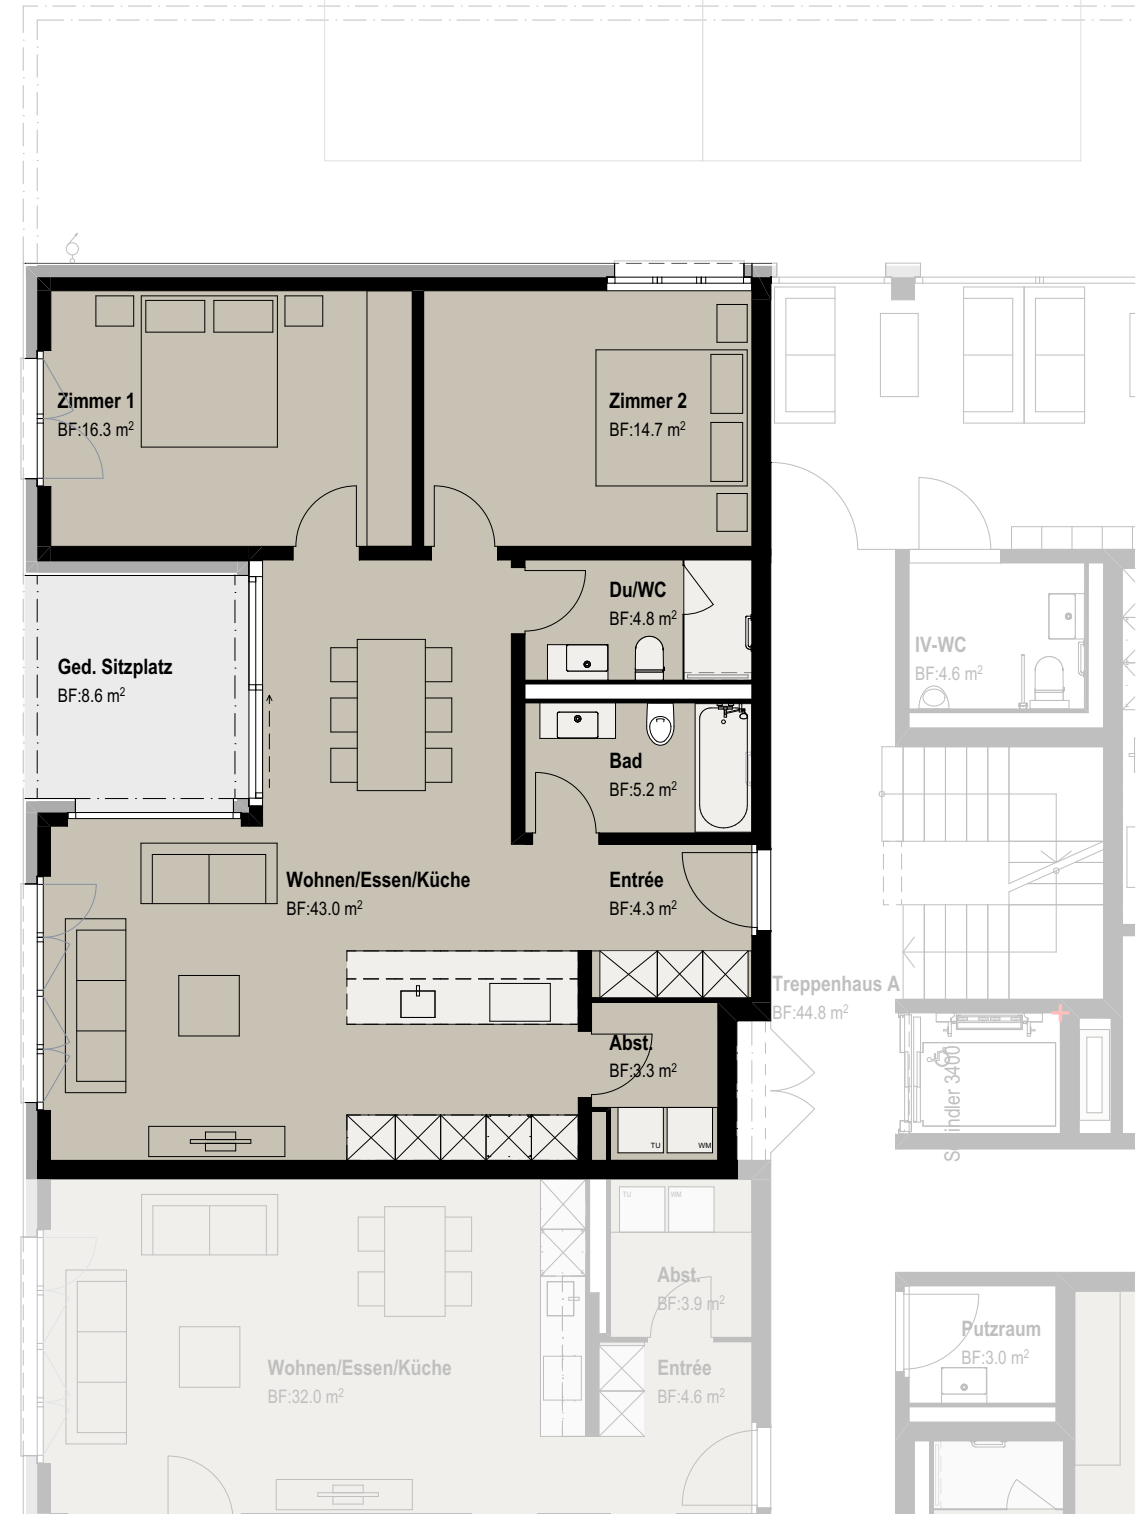 Zimmer 1
BF:16.3 m²
Zimmer 2
BF:14.7 m²
Du/WC
BF:4.8 m²
IV-WC
BF:4.6 m²
Ged. Sitzplatz
BF:8.6 m²
Bad
BF:5.2 m²
Wohnen/Essen/Küche
BF:43.0 m²
Entrée
BF:4.3 m²
Treppenhaus A
BF:44.8 m²
Abst.
BF:3.3 m²
TU
WM
3400
TU
WM
Abst.
BF:3.9 m²
Putzraum
BF:3.0 m²
Wohnen/Essen/Küche
BF:32.0 m²
Entrée
BF:4.6 m²